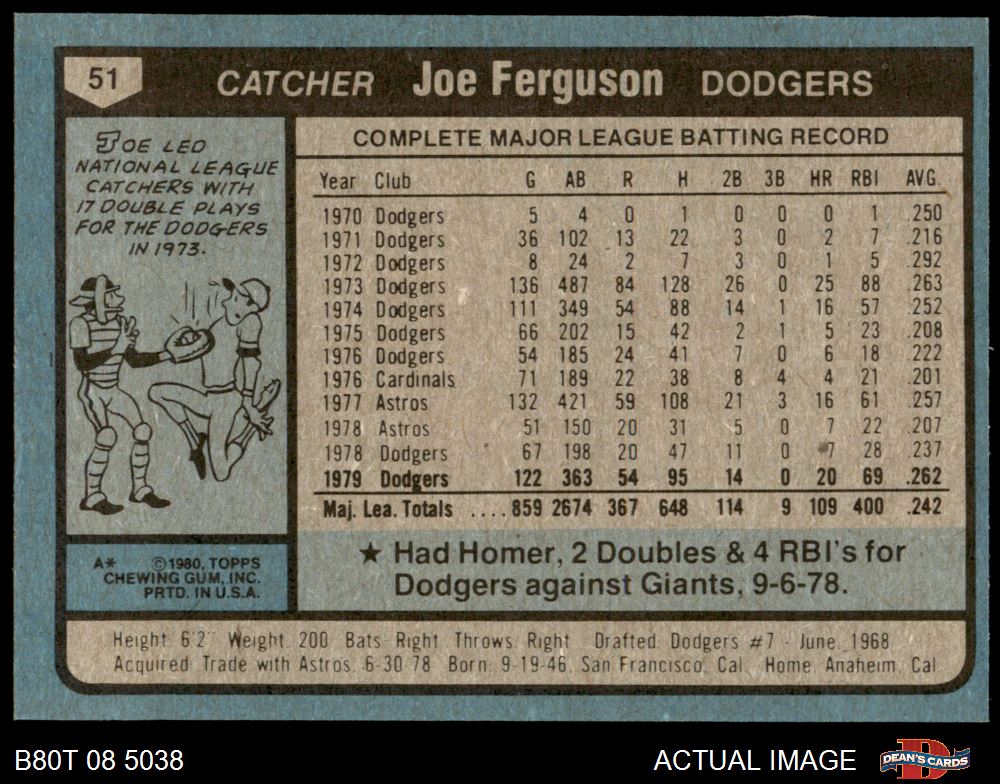 51 CATCHER Joe Ferguson DODGERS
JOE LED
NATIONAL LEAGUE
CATCHERS WITH
17 DOUBLE PLAYS
FOR THE DODGERS
IN 1973.
COMPLETE MAJOR LEAGUE BATTING RECORD
Year Club G AB R H 2B 3B HR RBI AVG.
1970 Dodgers 5 4 0 1 0 0 0 1 .250
1971 Dodgers 36 102 13 22 3 0 2 7 .216
1972 Dodgers 8 24 2 7 3 0 1 5 .292
1973 Dodgers 136 487 84 128 26 0 25 88 .263
1974 Dodgers 111 349 54 88 14 1 16 57 .252
1975 Dodgers 66 202 15 42 2 1 5 23 .208
1976 Dodgers 54 185 24 41 7 0 6 18 .222
1976 Cardinals 71 189 22 38 8 4 4 21 .201
1977 Astros 132 421 59 108 21 3 16 61 .257
1978 Astros 51 150 20 31 5 0 7 22 .207
1978 Dodgers 67 198 20 47 11 0 7 28 .237
1979 Dodgers 122 363 54 95 14 0 20 69 .262
Maj. Lea. Totals ....859 2674 367 648 114 9 109 400 .242
★ Had Homer, 2 Doubles & 4 RBI's for
Dodgers against Giants, 9-6-78.
A* ©1980, TOPPS
CHEWING GUM, INC.
PRTD. IN U.S.A.
Height: 6'2" Weight: 200 Bats: Right Throws: Right Drafted: Dodgers #7 - June, 1968
Acquired: Trade with Astros, 6-30-78 Born: 9-19-46, San Francisco, Cal. Home: Anaheim, Cal.
B80T 08 5038 ACTUAL IMAGE D DEAN'S CARDS